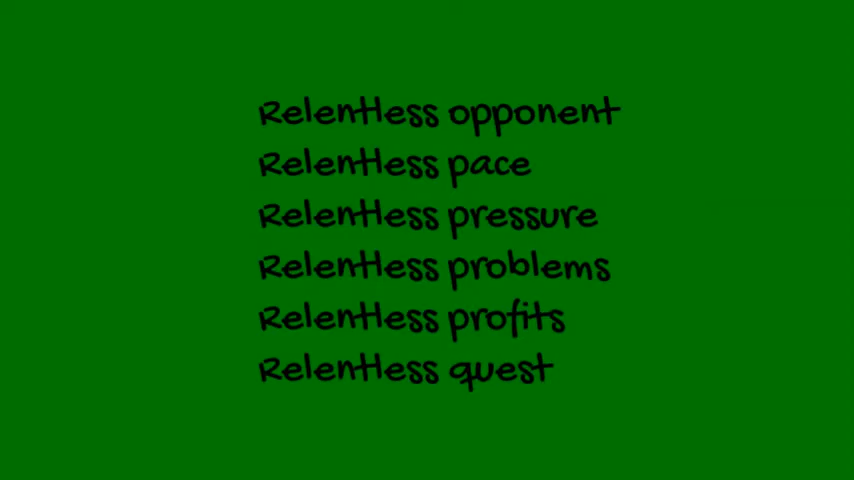 Relentless opponent
Relentless pace
Relentless pressure
Relentless problems
Relentless profits
Relentless quest